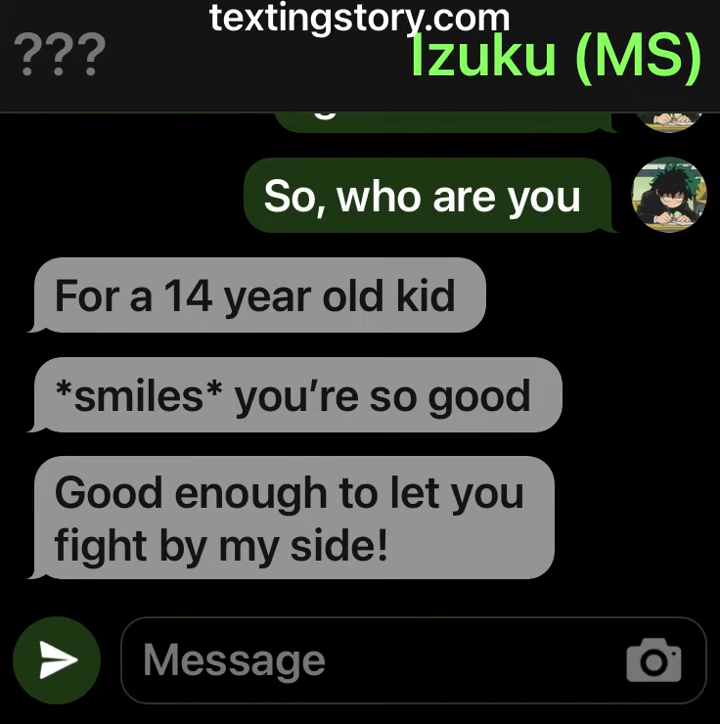 textingstory.com
??? Izuku (MS)
So, who are you
For a 14 year old kid
*smiles* you're so good
Good enough to let you
fight by my side!
Message